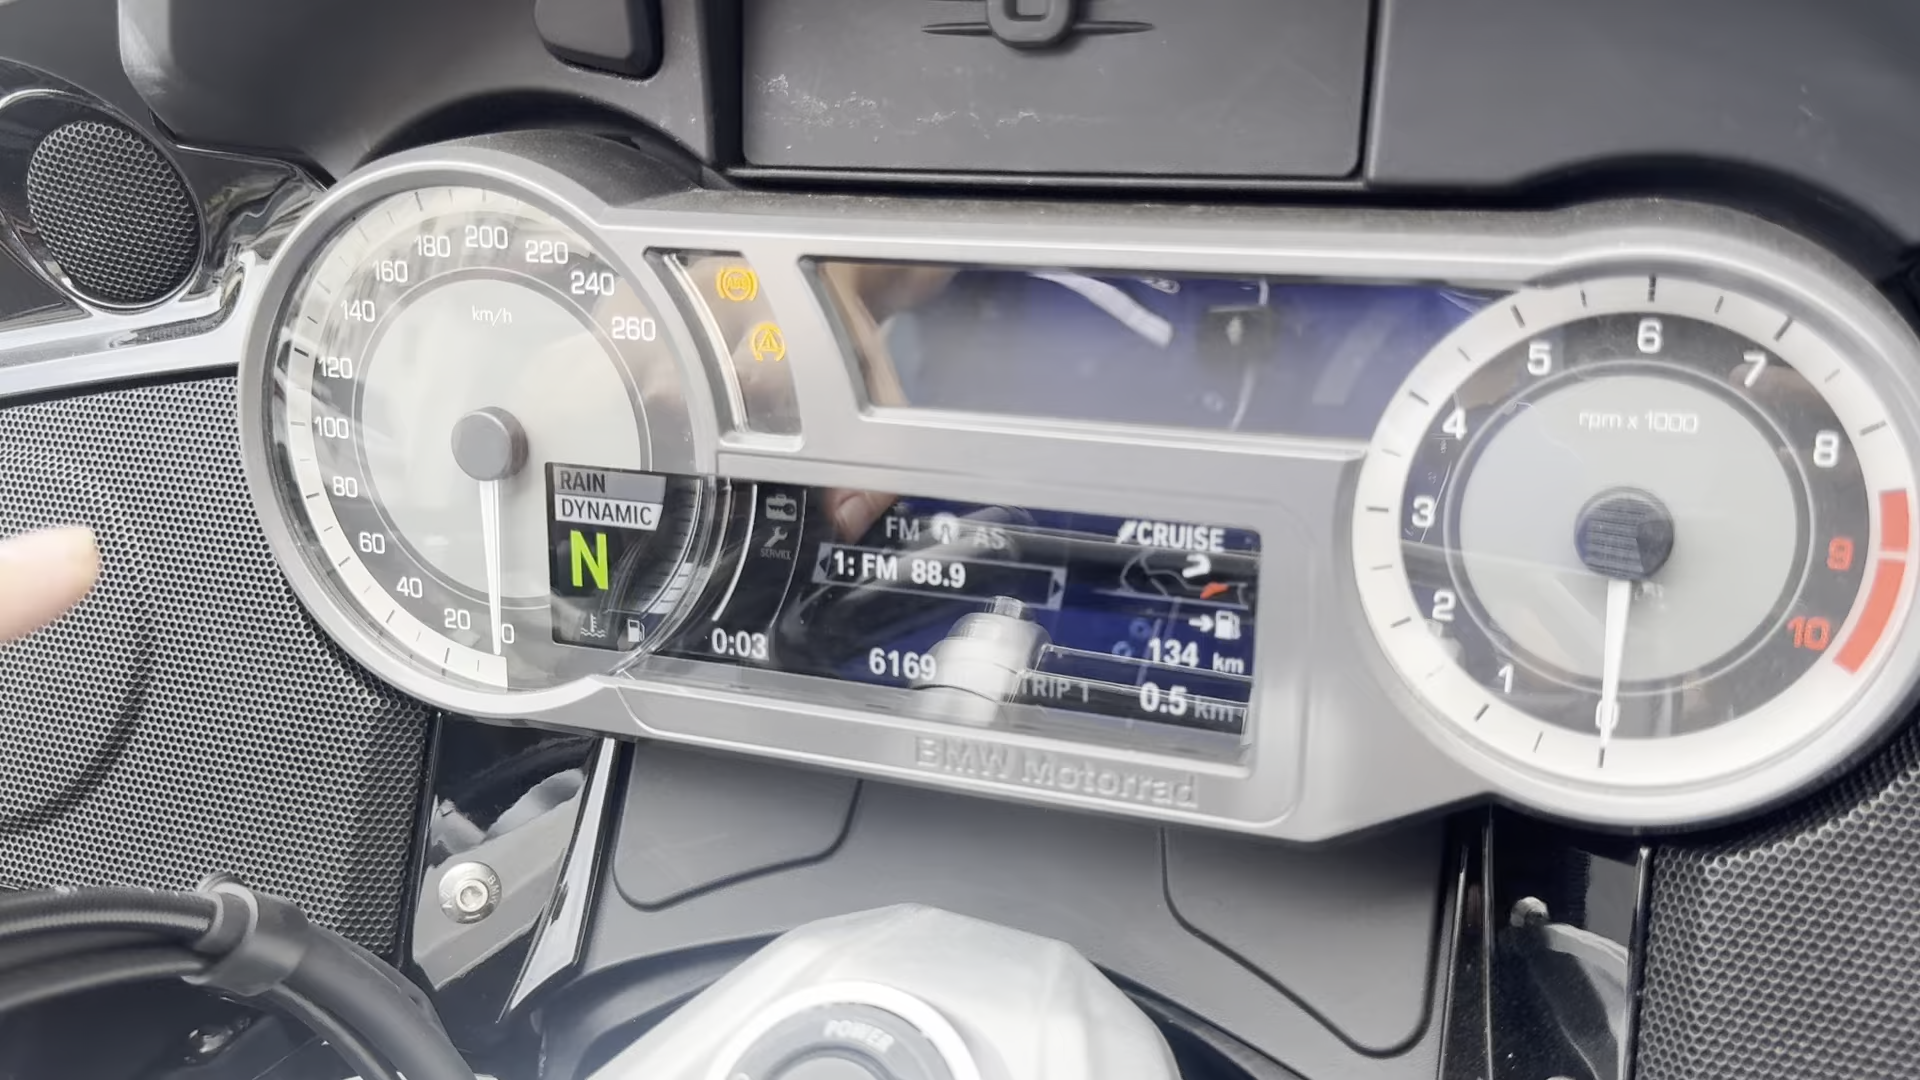 180 200 220
160 240
140 km/h 260
120
100
80
60
40
20
0
ABS
RAIN
DYNAMIC
N
SERVICE
0:03
FM AS
CRUISE
1: FM 88.9
134 km
6169
TRIP 1
0.5 km
BMW Motorrad
6
5 7
rpm x 1000
4 8
3
9
2
10
1
0
POWER